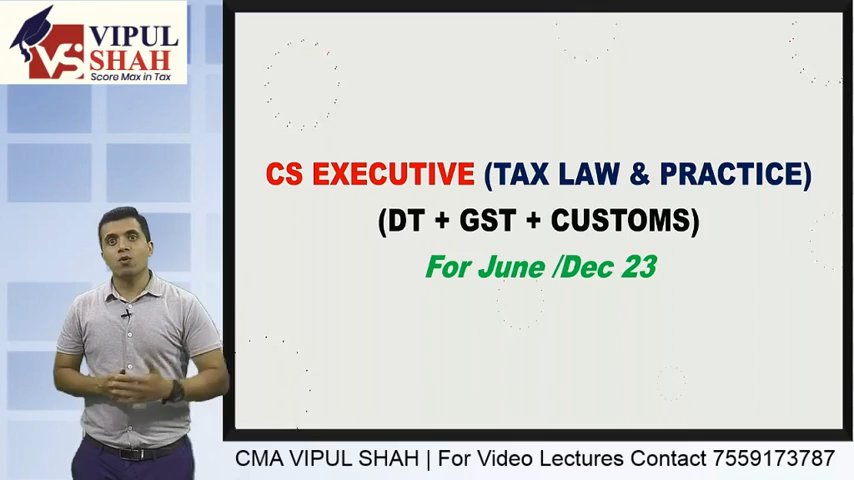 VIPUL
SHAH
VS
Score Max in Tax
CS EXECUTIVE (TAX LAW & PRACTICE)
(DT + GST + CUSTOMS)
For June /Dec 23
CMA VIPUL SHAH | For Video Lectures Contact 7559173787